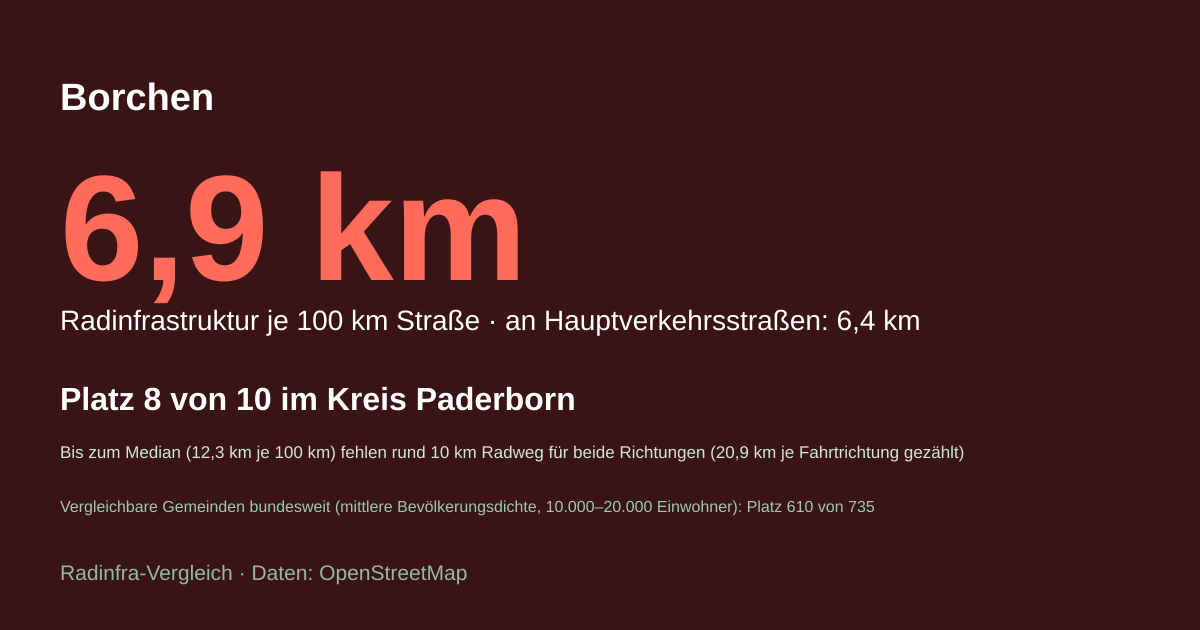 Borchen
6,9 km
Radinfrastruktur je 100 km Straße · an Hauptverkehrsstraßen: 6,4 km
Platz 8 von 10 im Kreis Paderborn
Bis zum Median (12,3 km je 100 km) fehlen rund 10 km Radweg für beide Richtungen (20,9 km je Fahrtrichtung gezählt)
Vergleichbare Gemeinden bundesweit (mittlere Bevölkerungsdichte, 10.000–20.000 Einwohner): Platz 610 von 735
Radinfra-Vergleich · Daten: OpenStreetMap